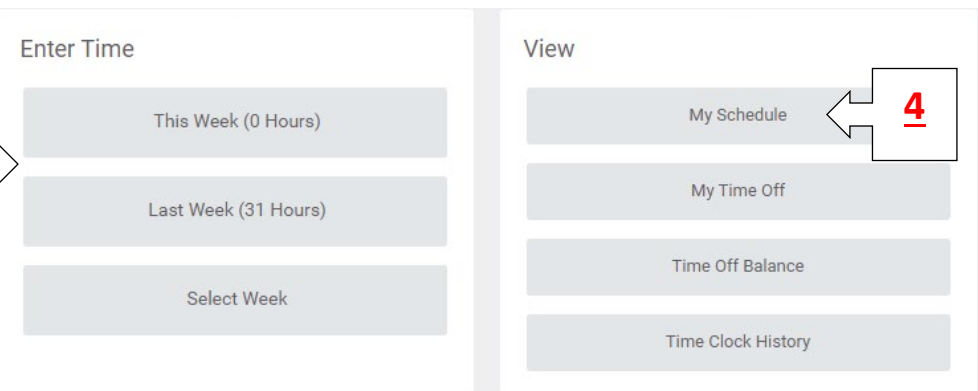 Enter Time
This Week (0 Hours)
Last Week (31 Hours)
Select Week
View
My Schedule
4
My Time Off
Time Off Balance
Time Clock History